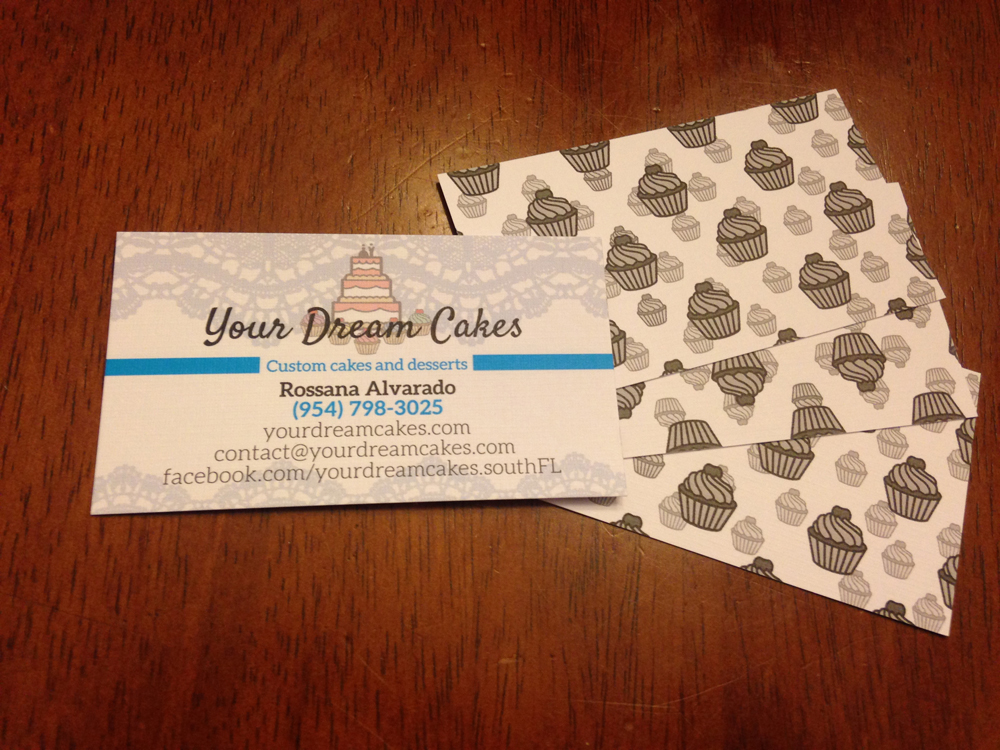 Your Dream Cakes
Custom cakes and desserts
Rossana Alvarado
(954) 798-3025
yourdreamcakes.com
contact@yourdreamcakes.com
facebook.com/yourdreamcakes.southFL